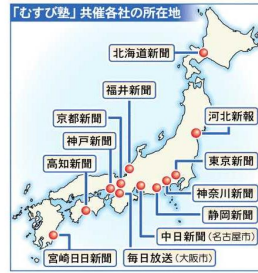 「むすび塾」共催各社の所在地
北海道新聞
福井新聞
京都新聞
河北新報
神戸新聞
高知新聞
東京新聞
神奈川新聞
静岡新聞
中日新聞(名古屋市)
宮崎日日新聞
毎日放送(大阪市)